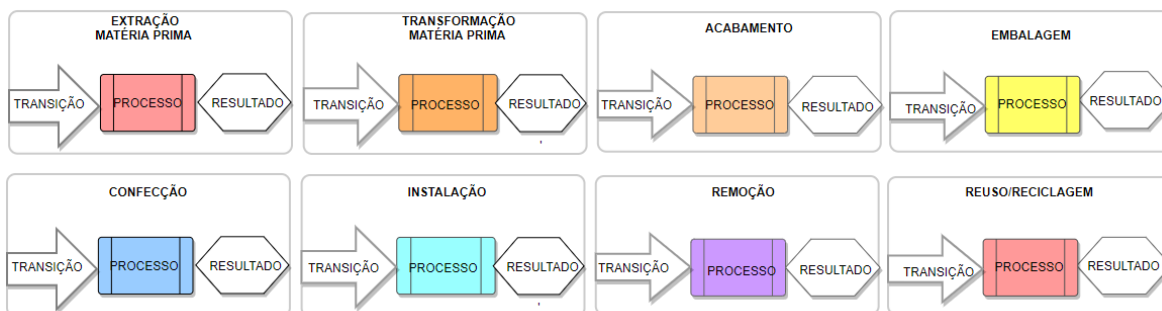 EXTRAÇÃO
MATÉRIA PRIMA
TRANSIÇÃO
PROCESSO
RESULTADO
TRANSFORMAÇÃO
MATÉRIA PRIMA
TRANSIÇÃO
PROCESSO
RESULTADO
ACABAMENTO
TRANSIÇÃO
PROCESSO
RESULTADO
EMBALAGEM
TRANSIÇÃO
PROCESSO
RESULTADO
CONFECÇÃO
TRANSIÇÃO
PROCESSO
RESULTADO
INSTALAÇÃO
TRANSIÇÃO
PROCESSO
RESULTADO
REMOÇÃO
TRANSIÇÃO
PROCESSO
RESULTADO
REUSO/RECICLAGEM
TRANSIÇÃO
PROCESSO
RESULTADO